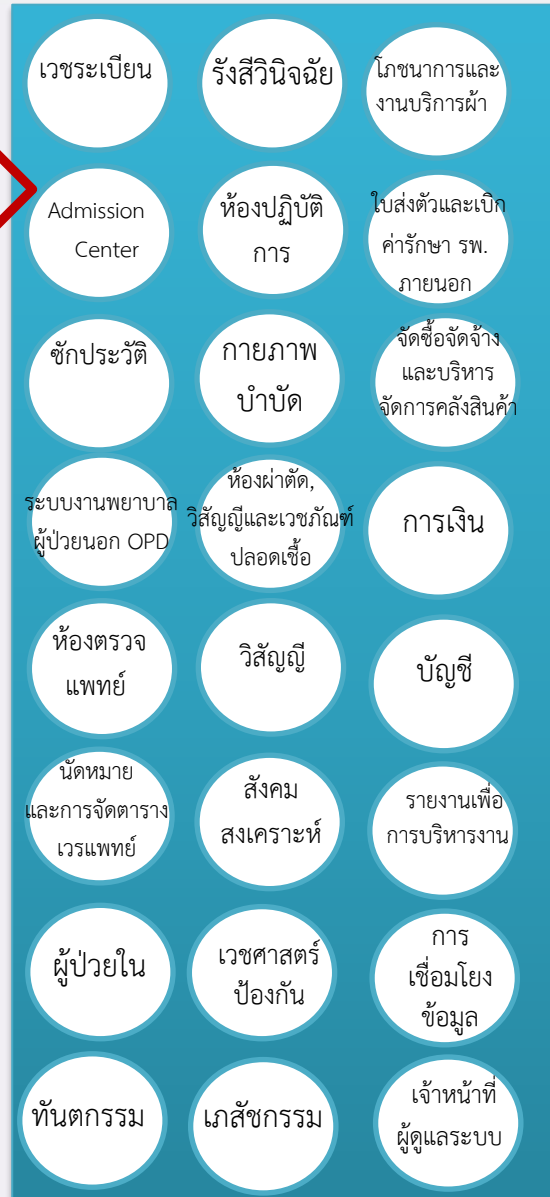 เวชระเบียน
รังสีวินิจฉัย
โภชนาการและ
งานบริการผ้า
Admission
Center
ห้องปฏิบัติ
การ
ใบส่งตัวและเบิก
ค่ารักษา รพ.
ภายนอก
ซักประวัติ
กายภาพ
บำบัด
จัดซื้อจัดจ้าง
และบริหาร
จัดการคลังสินค้า
ระบบงานพยาบาล
ผู้ป่วยนอก OPD
ห้องผ่าตัด,
วิสัญญีและเวชภัณฑ์
ปลอดเชื้อ
การเงิน
ห้องตรวจ
แพทย์
วิสัญญี
บัญชี
นัดหมาย
และการจัดตาราง
เวรแพทย์
สังคม
สงเคราะห์
รายงานเพื่อ
การบริหารงาน
ผู้ป่วยใน
เวชศาสตร์
ป้องกัน
การ
เชื่อมโยง
ข้อมูล
ทันตกรรม
เภสัชกรรม
เจ้าหน้าที่
ผู้ดูแลระบบ